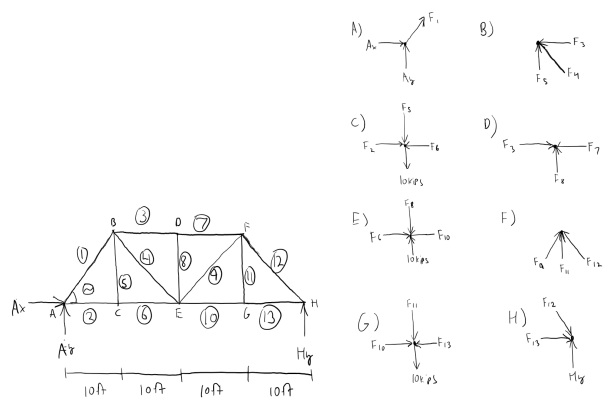 A)
F1
Ax
Ay
B)
F3
F5
F4
C)
F5
F2
F6
10kips
D)
F3
F7
F8
E)
F8
F6
F10
10kips
F)
F9
F11
F12
G)
F11
F10
F13
10kips
H)
F12
F13
Hy
B
3
D
7
F
1
4
5
8
9
11
12
Ax
A
2
C
6
E
10
G
13
H
Ay
Hy
10ft
10ft
10ft
10ft